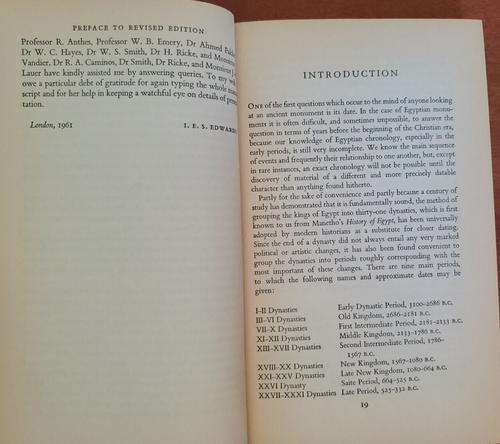 PREFACE TO REVISED EDITION
Professor R. Anthes, Professor W. B. Emery, Dr Ahmed
Dr W. C. Hayes, Dr W. S. Smith, Dr H. Ricke, and Monsieur
Vandier. Dr R. A. Caminos, Dr Smith, Dr Ricke, and Monsieur J.
Lauer have kindly assisted me by answering queries. To my
owe a particular debt of gratitude for again typing the whole
script and for her help in keeping a watchful eye on details of
tation.
London, 1961
I. E. S. EDWARDS
INTRODUCTION
ONE of the first questions which occur to the mind of anyone looking
at an ancient monument is its date. In the case of Egyptian monu-
ments it is often difficult, and sometimes impossible, to answer the
question in terms of years before the beginning of the Christian era,
because our knowledge of Egyptian chronology, especially in the
early periods, is still very incomplete. We know the main sequence
of events and frequently their relationship to one another, but, except
in rare instances, an exact chronology will not be possible until the
discovery of material of a different and more precisely datable
character than anything found hitherto.
Partly for the sake of convenience and partly because a century of
study has demonstrated that it is fundamentally sound, the method of
grouping the kings of Egypt into thirty-one dynasties, which is first
known to us from Manetho's History of Egypt, has been universally
adopted by modern historians as a substitute for closer dating.
Since the end of a dynasty did not always entail any very marked
political or artistic changes, it has also been found convenient to
group the dynasties into periods roughly corresponding with the
most important of these changes. There are nine main periods,
to which the following names and approximate dates may be
given:
I–II Dynasties Early Dynastic Period, 3100–2686 B.C.
III–VI Dynasties Old Kingdom, 2686–2181 B.C.
VII–X Dynasties First Intermediate Period, 2181–2133 B.C.
XI–XII Dynasties Middle Kingdom, 2133–1786 B.C.
XIII–XVII Dynasties Second Intermediate Period, 1786–
1567 B.C.
XVIII–XX Dynasties New Kingdom, 1567–1080 B.C.
XXI–XXV Dynasties Late New Kingdom, 1080–664 B.C.
XXVI Dynasty Saite Period, 664–525 B.C.
XXVII–XXXI Dynasties Late Period, 525–332 B.C.
19